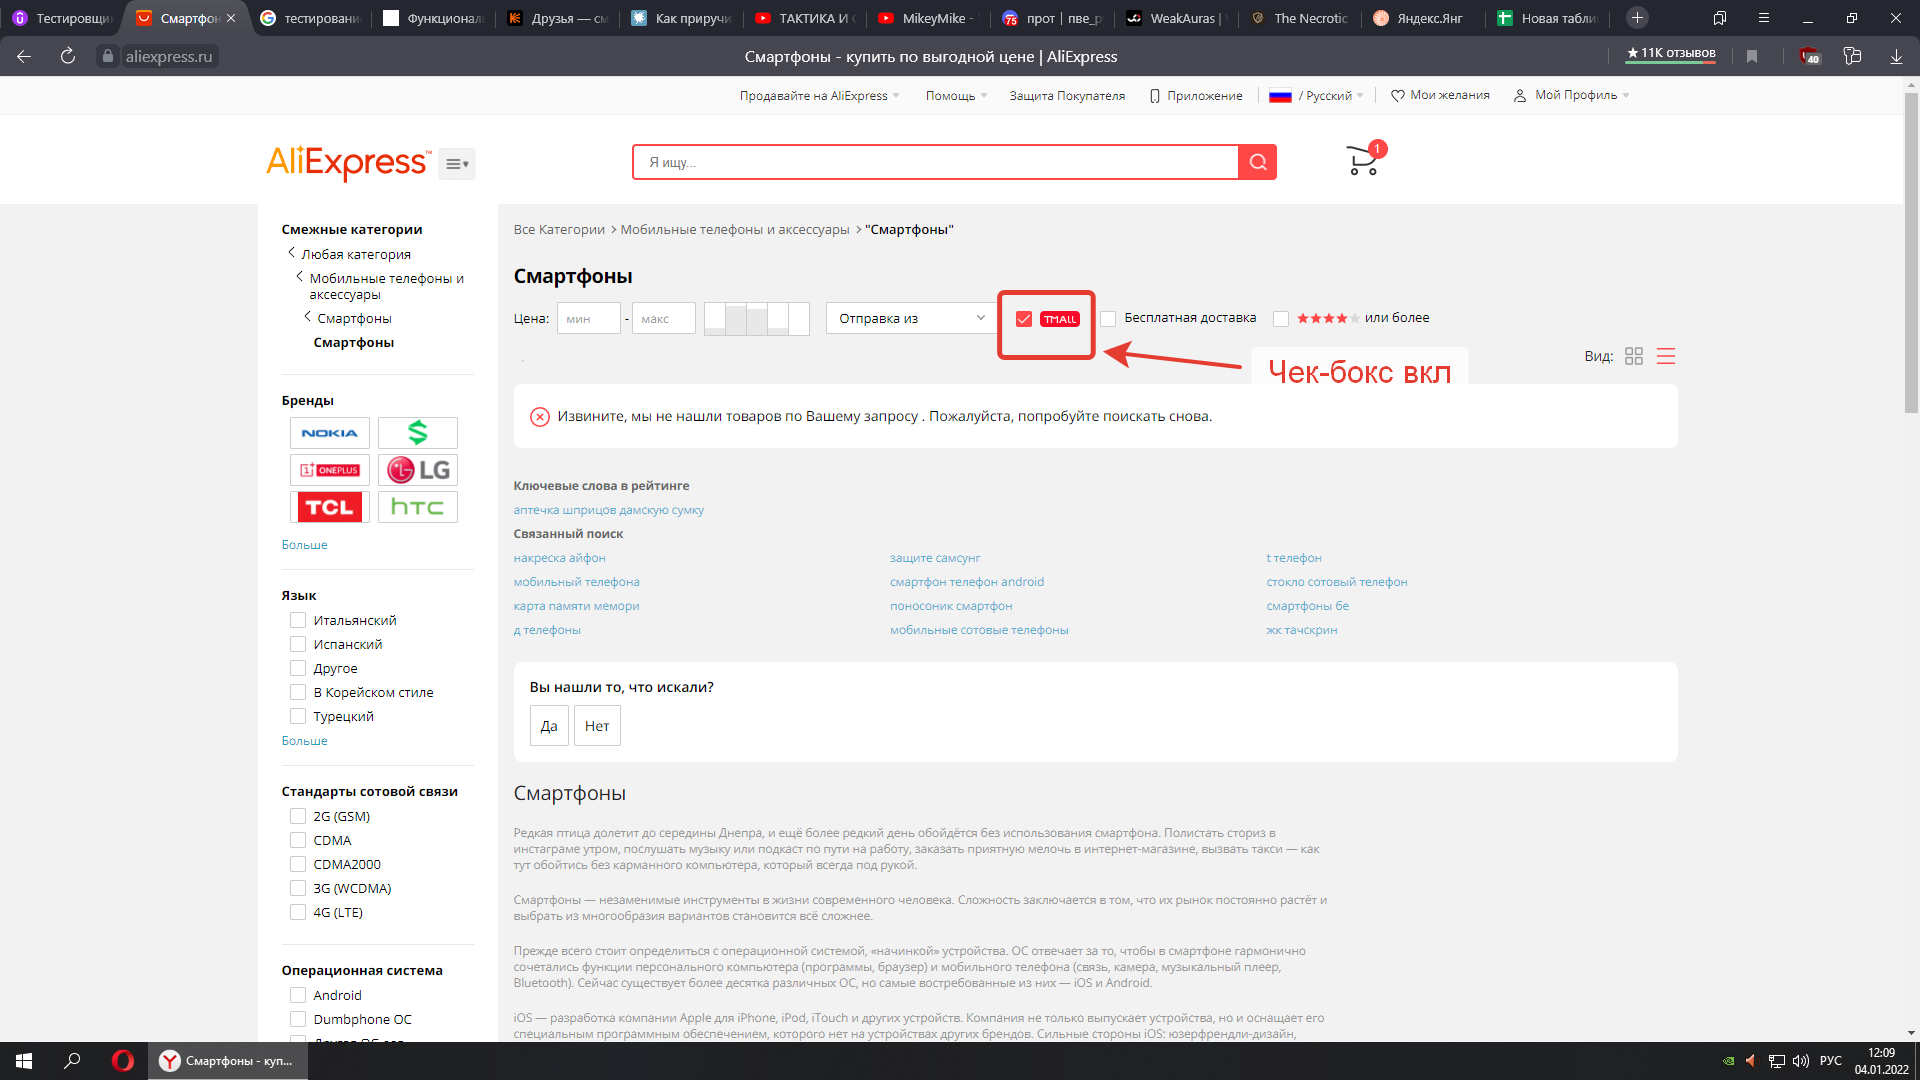 Тестировщи
Смартфон
тестировани
Функционал
Друзья — см
Как приручи
ТАКТИКА И С
MikeyMike -
прот | пве_р
WeakAuras |
The Necrotic
Яндекс.Янг
Новая табли
aliexpress.ru
Смартфоны - купить по выгодной цене | AliExpress
★ 11K отзывов
40
Продавайте на AliExpress
Помощь
Защита Покупателя
Приложение
/ Русский
Мои желания
Мой Профиль
AliExpress™
Я ищу...
1
Смежные категории
Любая категория
Мобильные телефоны и
аксессуары
Смартфоны
Смартфоны
Бренды
NOKIA
ONEPLUS
LG
TCL
hTC
Больше
Язык
Итальянский
Испанский
Другое
В Корейском стиле
Турецкий
Больше
Стандарты сотовой связи
2G (GSM)
CDMA
CDMA2000
3G (WCDMA)
4G (LTE)
Операционная система
Android
Dumbphone ОС
Все Категории > Мобильные телефоны и аксессуары > "Смартфоны"
Смартфоны
Цена: мин - макс Отправка из TMALL Бесплатная доставка ★★★★★ или более
Вид:
Чек-бокс вкл
Извините, мы не нашли товаров по Вашему запросу . Пожалуйста, попробуйте поискать снова.
Ключевые слова в рейтинге
аптечка шприцов дамскую сумку
Связанный поиск
накреска айфон защите самсунг t телефон
мобильный телефона смартфон телефон android стокло сотовый телефон
карта памяти мемори поносоник смартфон смартфоны бе
д телефоны мобильные сотовые телефоны жк тачскрин
Вы нашли то, что искали?
Да Нет
Смартфоны
Редкая птица долетит до середины Днепра, и ещё более редкий день обойдётся без использования смартфона. Полистать сториз в
инстаграме утром, послушать музыку или подкаст по пути на работу, заказать приятную мелочь в интернет-магазине, вызвать такси — как
тут обойтись без карманного компьютера, который всегда под рукой.
Смартфоны — незаменимые инструменты в жизни современного человека. Сложность заключается в том, что их рынок постоянно растёт и
выбрать из многообразия вариантов становится всё сложнее.
Прежде всего стоит определиться с операционной системой, «начинкой» устройства. ОС отвечает за то, чтобы в смартфоне гармонично
сочетались функции персонального компьютера (программы, браузер) и мобильного телефона (связь, камера, музыкальный плеер,
Bluetooth). Сейчас существует более десятка различных ОС, но самые востребованные из них — iOS и Android.
iOS — разработка компании Apple для iPhone, iPod, iTouch и других устройств. Компания не только выпускает устройства, но и оснащает его
специальным программным обеспечением, которого нет на устройствах других брендов. Сильные стороны iOS: юзерфрендли-дизайн,
Смартфоны - куп...
РУС
12:09
04.01.2022